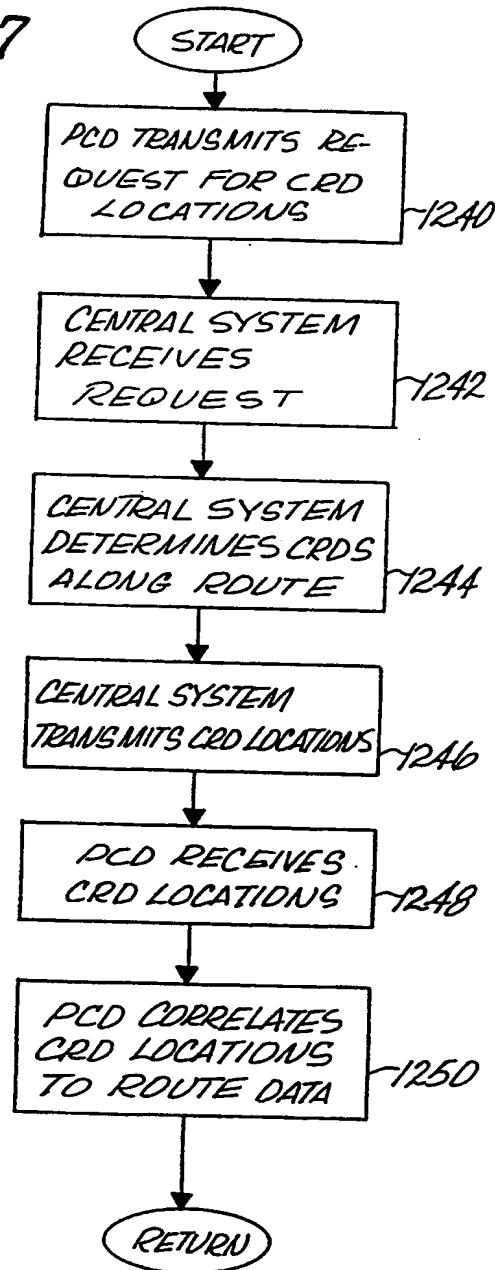 7
START
PCD TRANSMITS RE-
QUEST FOR CRD
LOCATIONS
1240
CENTRAL SYSTEM
RECEIVES
REQUEST
1242
CENTRAL SYSTEM
DETERMINES CRDS
ALONG ROUTE
1244
CENTRAL SYSTEM
TRANSMITS CRD LOCATIONS
1246
PCD RECEIVES
CRD LOCATIONS
1248
PCD CORRELATES
CRD LOCATIONS
TO ROUTE DATA
1250
RETURN